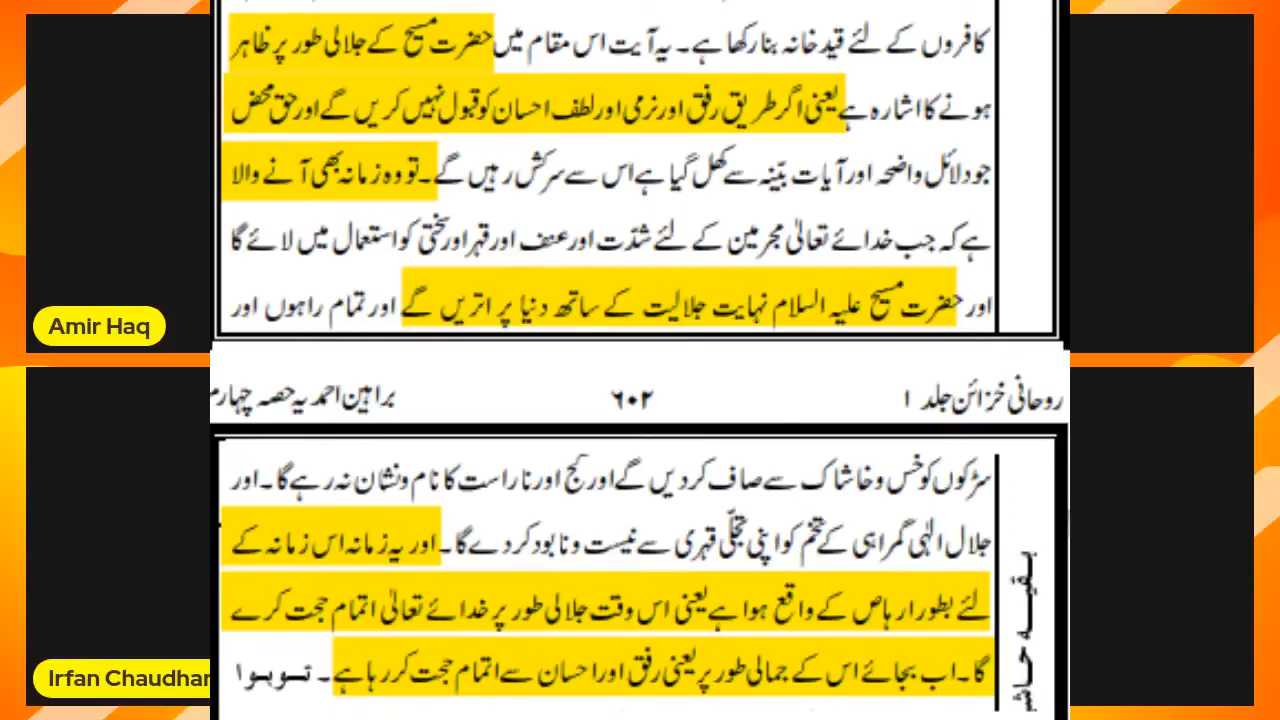 کافروں کے لئے قید خانہ بنا رکھا ہے۔ یہ آیت اس مقام میں حضرت مسیح کے جلالی طور پر ظاہر
ہونے کا اشارہ ہے یعنی اگر طریق رفق اور نرمی اور لطف احسان کو قبول نہیں کریں گے اور حق محض
جو دلائل واضحہ اور آیات بیّنہ سے کھل گیا ہے اس سے سرکش رہیں گے۔ تو وہ زمانہ بھی آنے والا
ہے کہ جب خدائے تعالیٰ مجرمین کے لئے شدّت اور عنف اور قہر اور سختی کو استعمال میں لائے گا
اور حضرت مسیح علیہ السلام نہایت جلالیت کے ساتھ دنیا پر اتریں گے اور تمام راہوں اور
Amir Haq
روحانی خزائن جلد ۱
۶۰۲
براہین احمدیہ حصہ چہارم
سڑکوں کو خس و خاشاک سے صاف کر دیں گے اور کج اور ناراست کا نام و نشان نہ رہے گا۔ اور
جلال الٰہی گمراہی کے تخم کو اپنی تجلّی قہری سے نیست و نابود کر دے گا۔ اور یہ زمانہ اس زمانہ کے
لئے بطور ارہاص کے واقع ہوا ہے یعنی اس وقت جلالی طور پر خدائے تعالیٰ اتمام حجت کرے
گا۔ اب بجائے اس کے جمالی طور پر یعنی رفق اور احسان سے اتمام حجت کر رہا ہے۔ توبوا
بقیہ حاش
Irfan Chaudhar